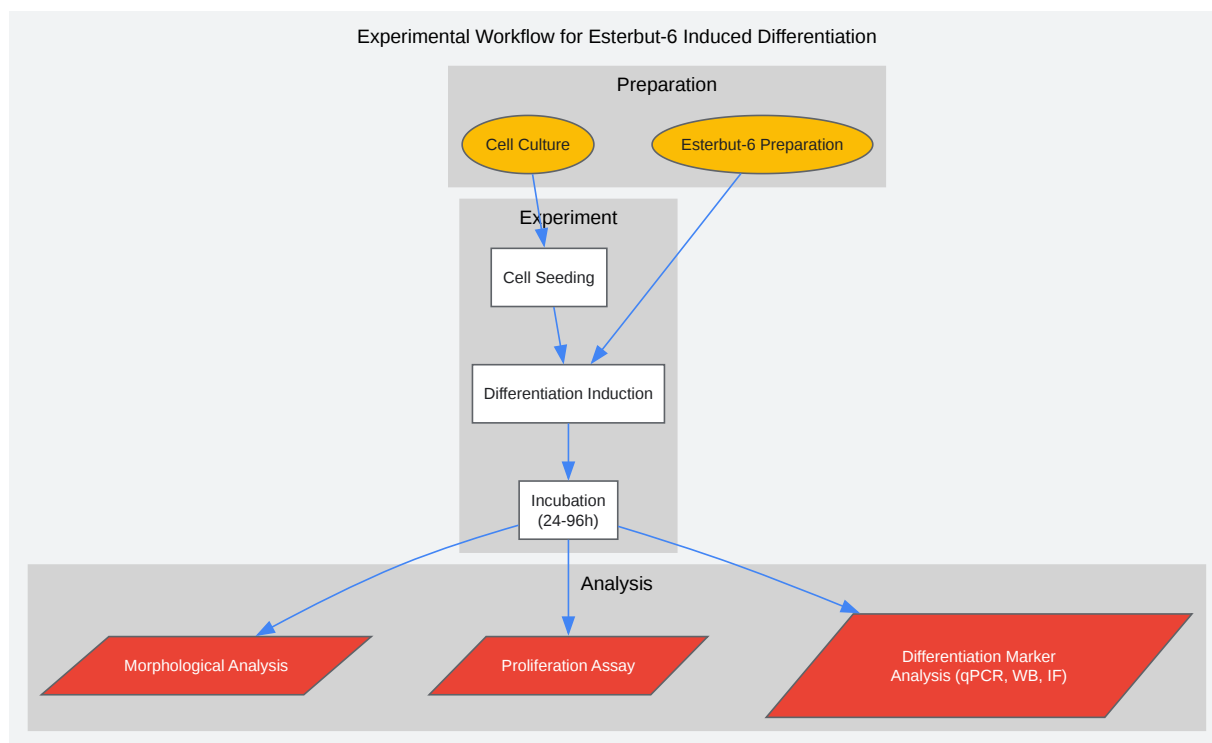 Experimental Workflow for Esterbut-6 Induced Differentiation
Preparation
Cell Culture
Esterbut-6 Preparation
Experiment
Cell Seeding
Differentiation Induction
Incubation
(24-96h)
Analysis
Morphological Analysis
Proliferation Assay
Differentiation Marker
Analysis (qPCR, WB, IF)